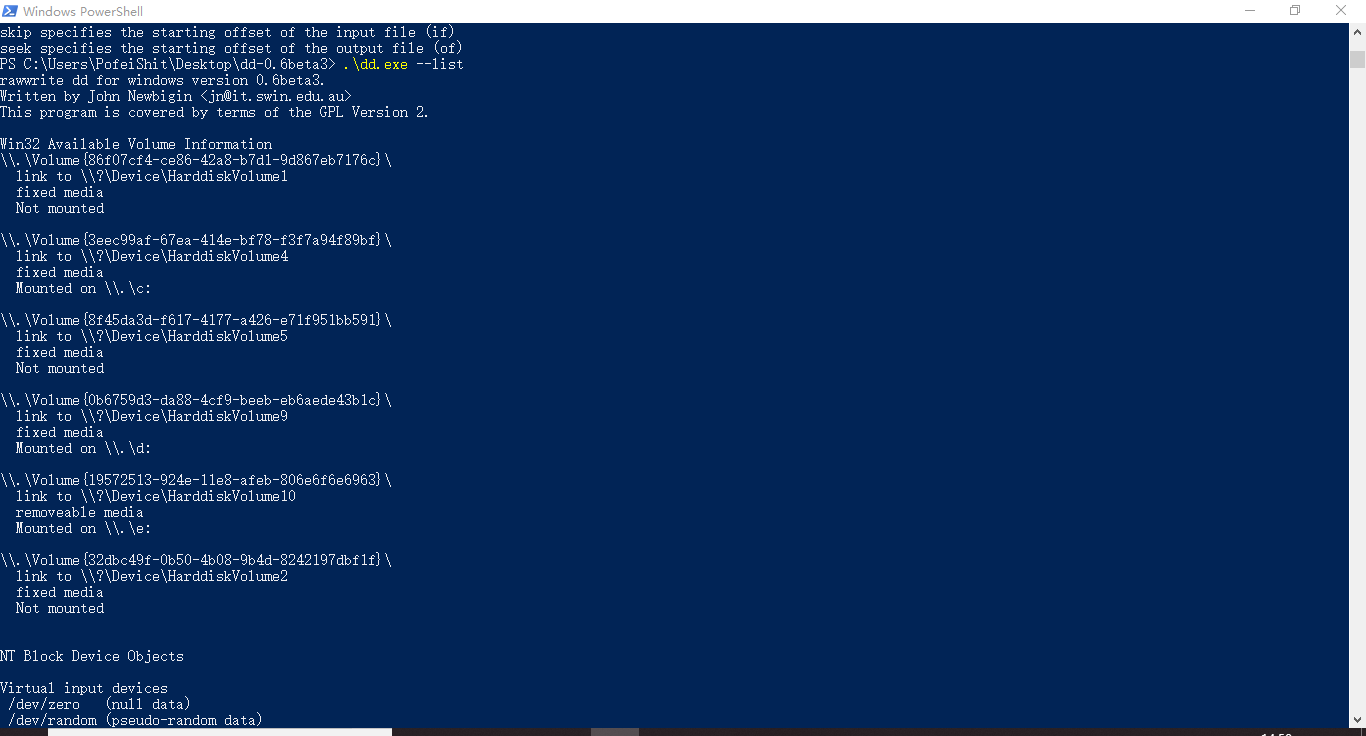 Windows PowerShell
skip specifies the starting offset of the input file (if)
seek specifies the starting offset of the output file (of)
PS C:\Users\PofeiShit\Desktop\dd-0.6beta3> .\dd.exe --list
rawwrite dd for windows version 0.6beta3.
Written by John Newbigin <jn@it.swin.edu.au>
This program is covered by terms of the GPL Version 2.

Win32 Available Volume Information
\\.\Volume{86f07cf4-ce86-42a8-b7d1-9d867eb7176c}\
  link to \\?\Device\HarddiskVolume1
  fixed media
  Not mounted

\\.\Volume{3eec99af-67ea-414e-bf78-f3f7a94f89bf}\
  link to \\?\Device\HarddiskVolume4
  fixed media
  Mounted on \\.\c:

\\.\Volume{8f45da3d-f617-4177-a426-e71f951bb591}\
  link to \\?\Device\HarddiskVolume5
  fixed media
  Not mounted

\\.\Volume{0b6759d3-da88-4cf9-beeb-eb6aede43b1c}\
  link to \\?\Device\HarddiskVolume9
  fixed media
  Mounted on \\.\d:

\\.\Volume{19572513-924e-11e8-afeb-806e6f6e6963}\
  link to \\?\Device\HarddiskVolume10
  removeable media
  Mounted on \\.\e:

\\.\Volume{32dbc49f-0b50-4b08-9b4d-8242197dbf1f}\
  link to \\?\Device\HarddiskVolume2
  fixed media
  Not mounted

NT Block Device Objects

Virtual input devices
 /dev/zero   (null data)
 /dev/random (pseudo-random data)